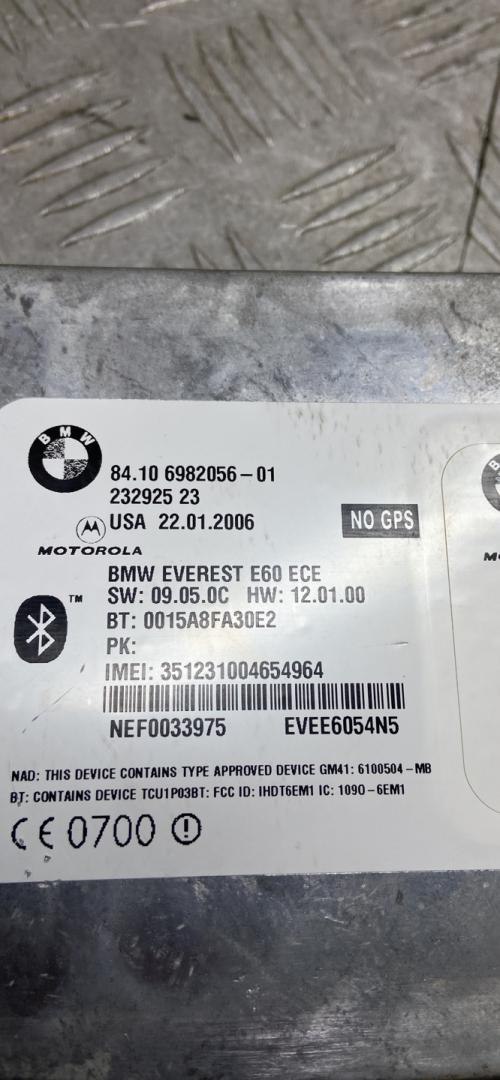 BMW
84.10 6982056-01
232925 23
USA 22.01.2006
NO GPS
MOTOROLA
BMW EVEREST E60 ECE
TM
SW: 09.05.0C HW: 12.01.00
BT: 0015A8FA30E2
PK:
IMEI: 351231004654964
NEF0033975 EVEE6054N5
NAD: THIS DEVICE CONTAINS TYPE APPROVED DEVICE GM41: 6100504-MB
BT: CONTAINS DEVICE TCU1P03BT: FCC ID: IHDT6EM1 IC: 109O-6EM1
CE 0700